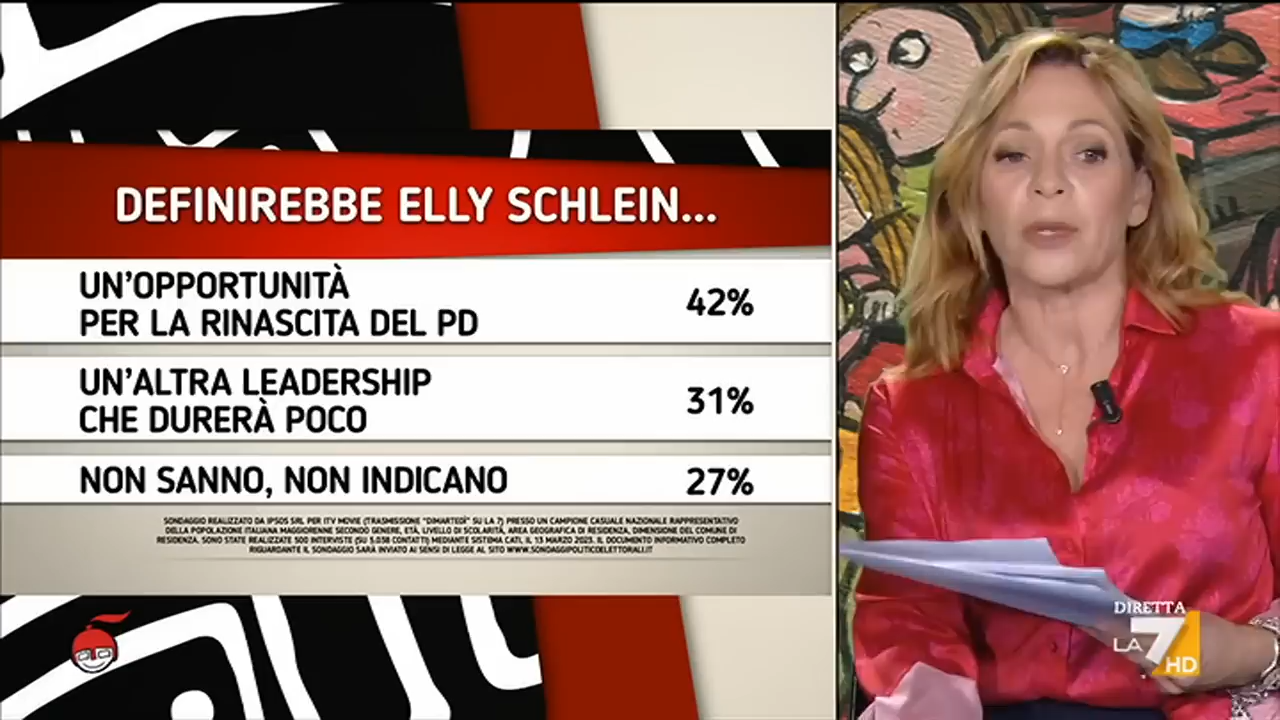 DEFINIREBBE ELLY SCHLEIN...
UN'OPPORTUNITÀ
PER LA RINASCITA DEL PD
42%
UN'ALTRA LEADERSHIP
CHE DURERÀ POCO
31%
NON SANNO, NON INDICANO
27%
SONDAGGIO REALIZZATO DA IPSOS SRL PER ITV MOVIE (TRASMISSIONE "DIMARTEDÌ" SU LA 7) PRESSO UN CAMPIONE CASUALE NAZIONALE RAPPRESENTATIVO
DELLA POPOLAZIONE ITALIANA MAGGIORENNE SECONDO GENERE, ETÀ, LIVELLO DI SCOLARITÀ, AREA GEOGRAFICA DI RESIDENZA, DIMENSIONE DEL COMUNE DI
RESIDENZA. SONO STATE REALIZZATE 500 INTERVISTE (SU 5.038 CONTATTI) MEDIANTE SISTEMA CATI, IL 13 MARZO 2023. IL DOCUMENTO INFORMATIVO COMPLETO
RIGUARDANTE IL SONDAGGIO SARÀ INVIATO AI SENSI DI LEGGE AL SITO WWW.SONDAGGIPOLITICOELETTORALI.IT
DIRETTA
LA 7 HD